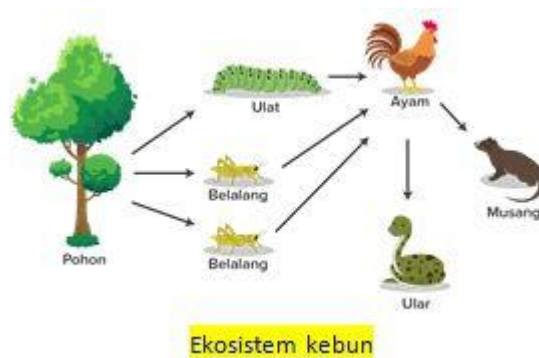 Ulat
Ayam
Belalang
Musang
Belalang
Pohon
Ular
Ekosistem kebun